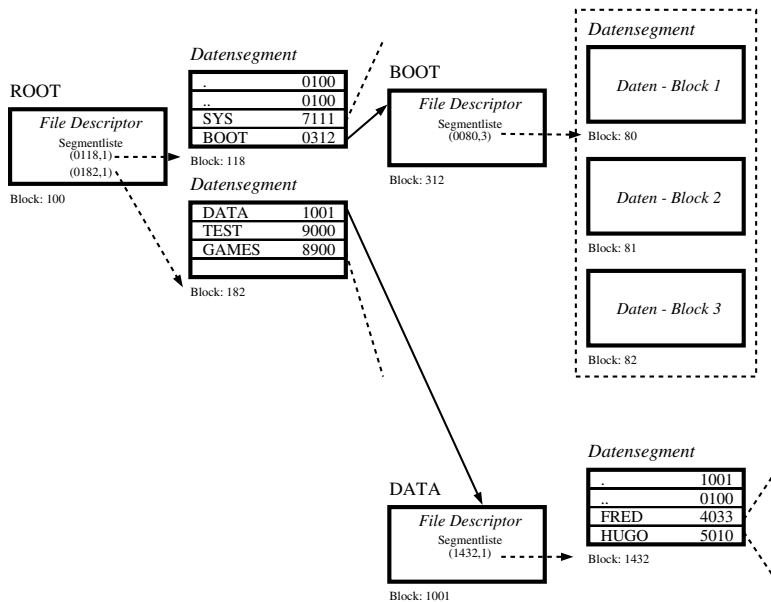 ROOT
File Descriptor
Segmentliste
(0118,1)
(0182,1)
Block: 100
Datensegment
. 0100
.. 0100
SYS 7111
BOOT 0312
Block: 118
Datensegment
DATA 1001
TEST 9000
GAMES 8900
Block: 182
BOOT
File Descriptor
Segmentliste
(0080,3)
Block: 312
Datensegment
Daten - Block 1
Block: 80
Daten - Block 2
Block: 81
Daten - Block 3
Block: 82
DATA
File Descriptor
Segmentliste
(1432,1)
Block: 1001
Datensegment
. 1001
.. 0100
FRED 4033
HUGO 5010
Block: 1432